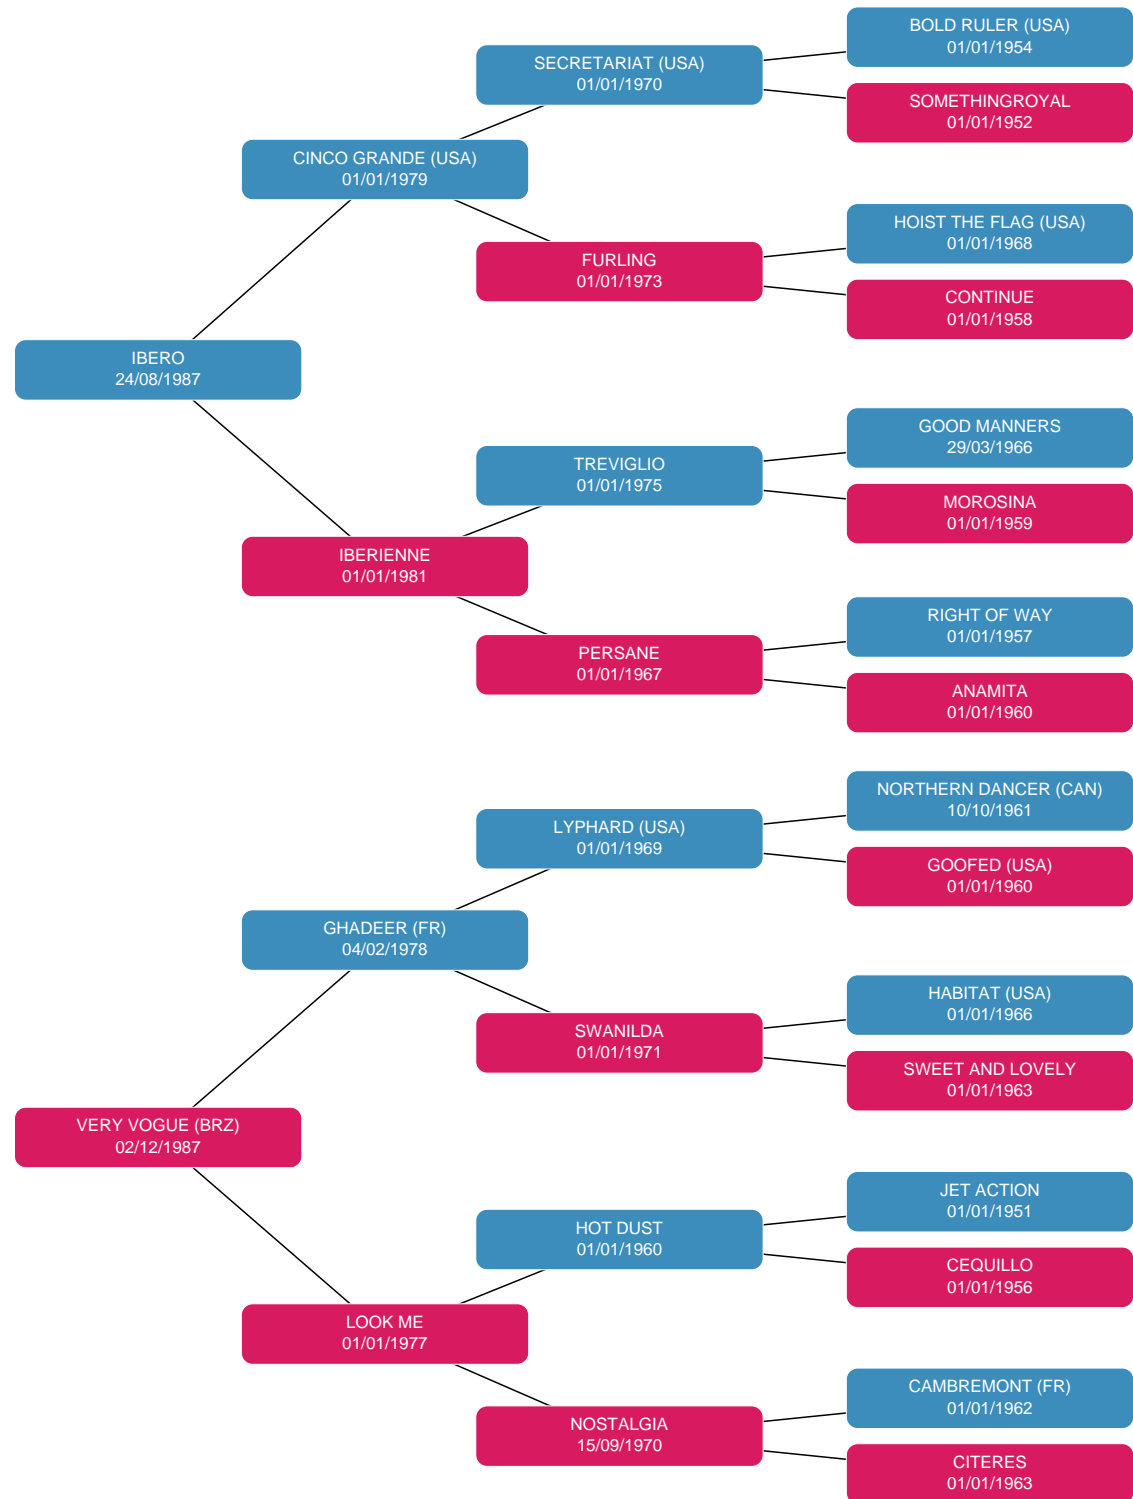 BOLD RULER (USA)
01/01/1954
SECRETARIAT (USA)
01/01/1970
SOMETHINGROYAL
01/01/1952
CINCO GRANDE (USA)
01/01/1979
HOIST THE FLAG (USA)
01/01/1968
FURLING
01/01/1973
CONTINUE
01/01/1958
IBERO
24/08/1987
GOOD MANNERS
29/03/1966
TREVIGLIO
01/01/1975
MOROSINA
01/01/1959
IBERIENNE
01/01/1981
RIGHT OF WAY
01/01/1957
PERSANE
01/01/1967
ANAMITA
01/01/1960
NORTHERN DANCER (CAN)
10/10/1961
LYPHARD (USA)
01/01/1969
GOOFED (USA)
01/01/1960
GHADEER (FR)
04/02/1978
HABITAT (USA)
01/01/1966
SWANILDA
01/01/1971
SWEET AND LOVELY
01/01/1963
VERY VOGUE (BRZ)
02/12/1987
JET ACTION
01/01/1951
HOT DUST
01/01/1960
CEQUILLO
01/01/1956
LOOK ME
01/01/1977
CAMBREMONT (FR)
01/01/1962
NOSTALGIA
15/09/1970
CITERES
01/01/1963